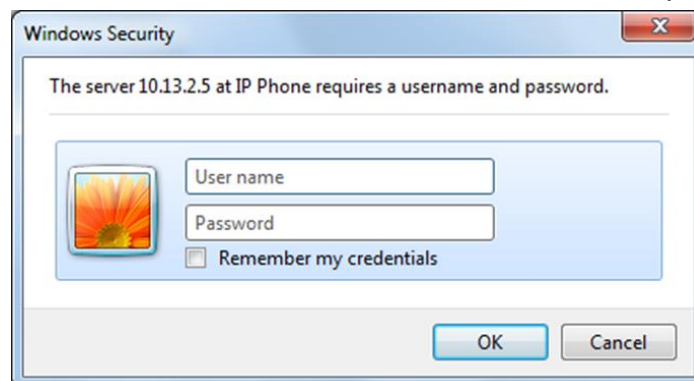 Windows Security
The server 10.13.2.5 at IP Phone requires a username and password.
User name
Password
Remember my credentials
OK
Cancel